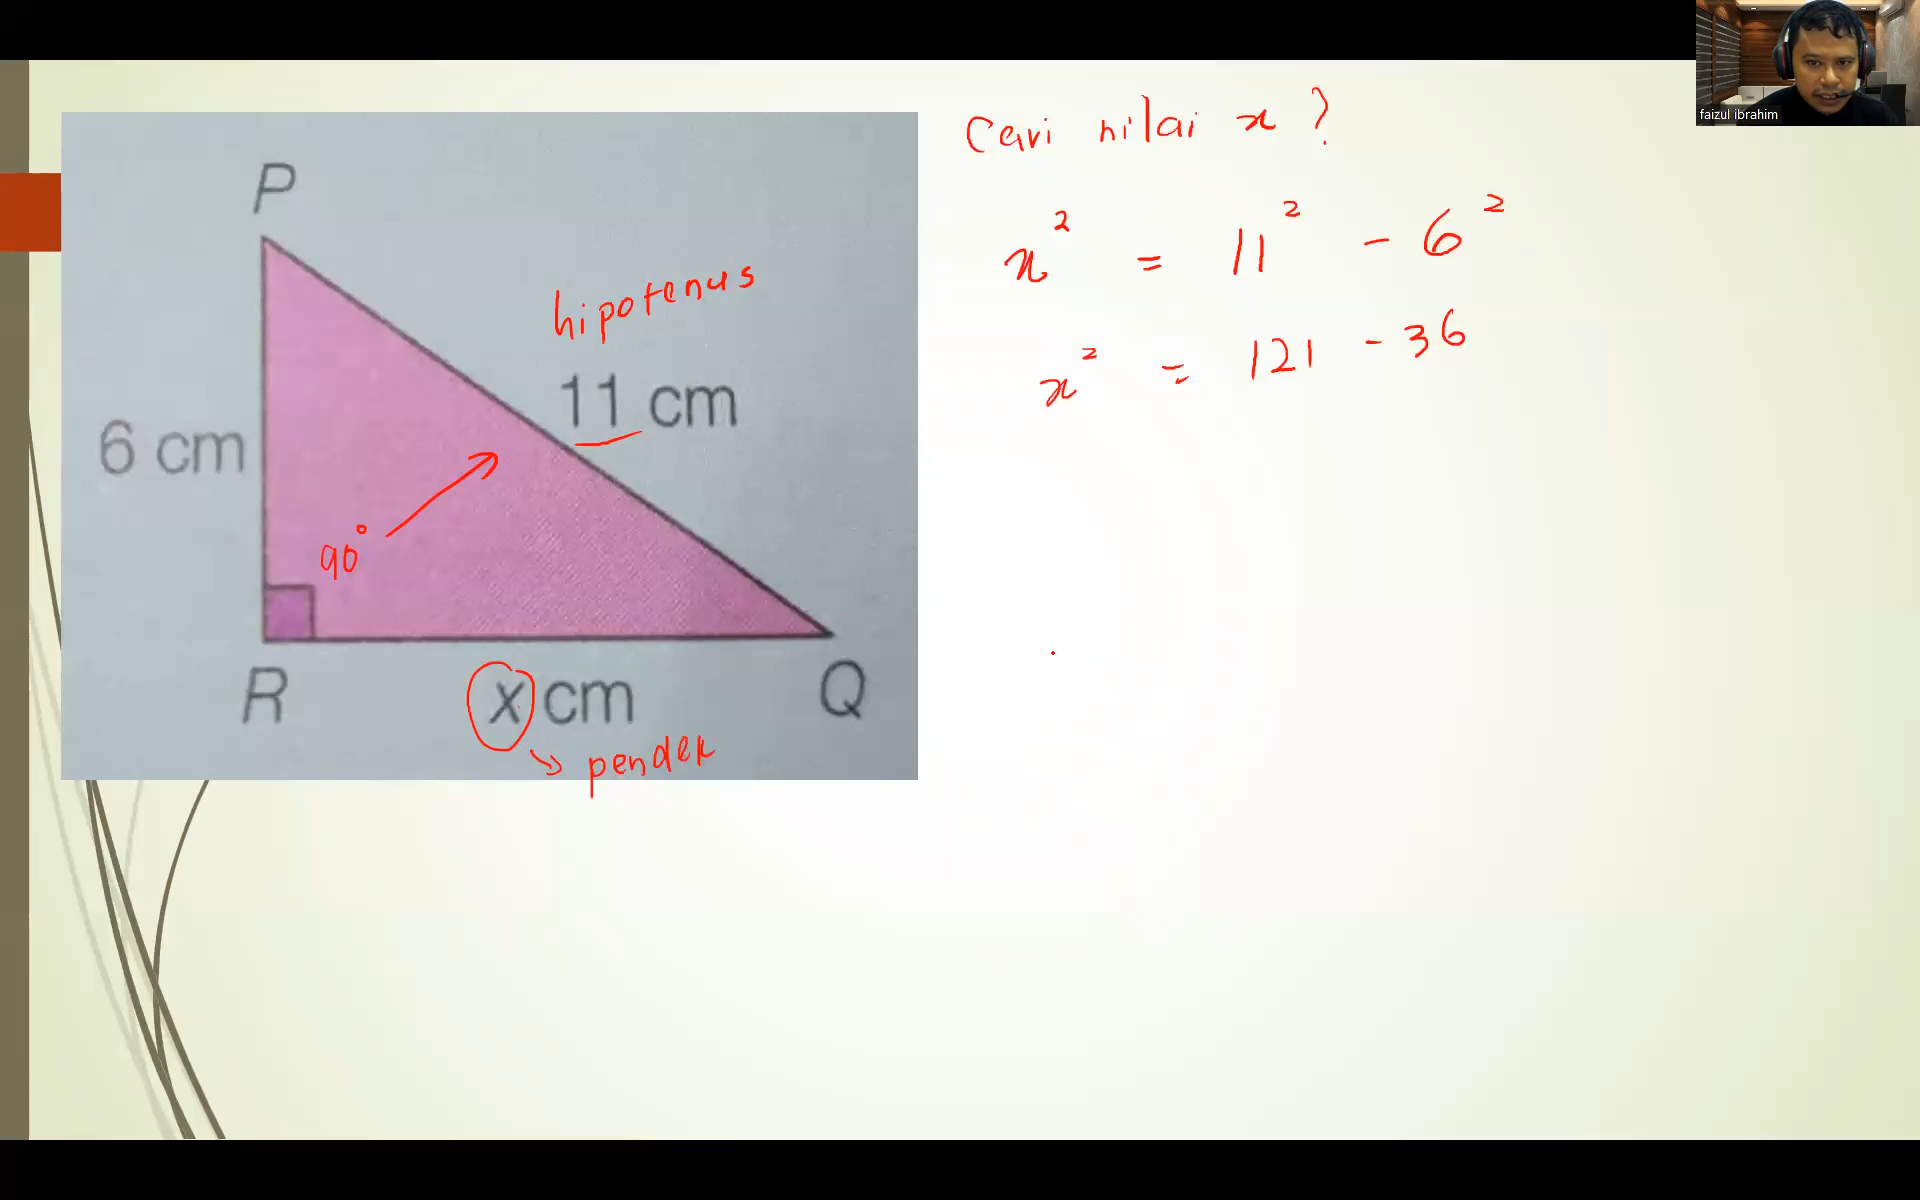 faizul ibrahim
Cari nilai x ?
x² = 11² - 6²
x² = 121 - 36
P
hipotenus
11 cm
6 cm
90°
R
x cm
Q
pendek